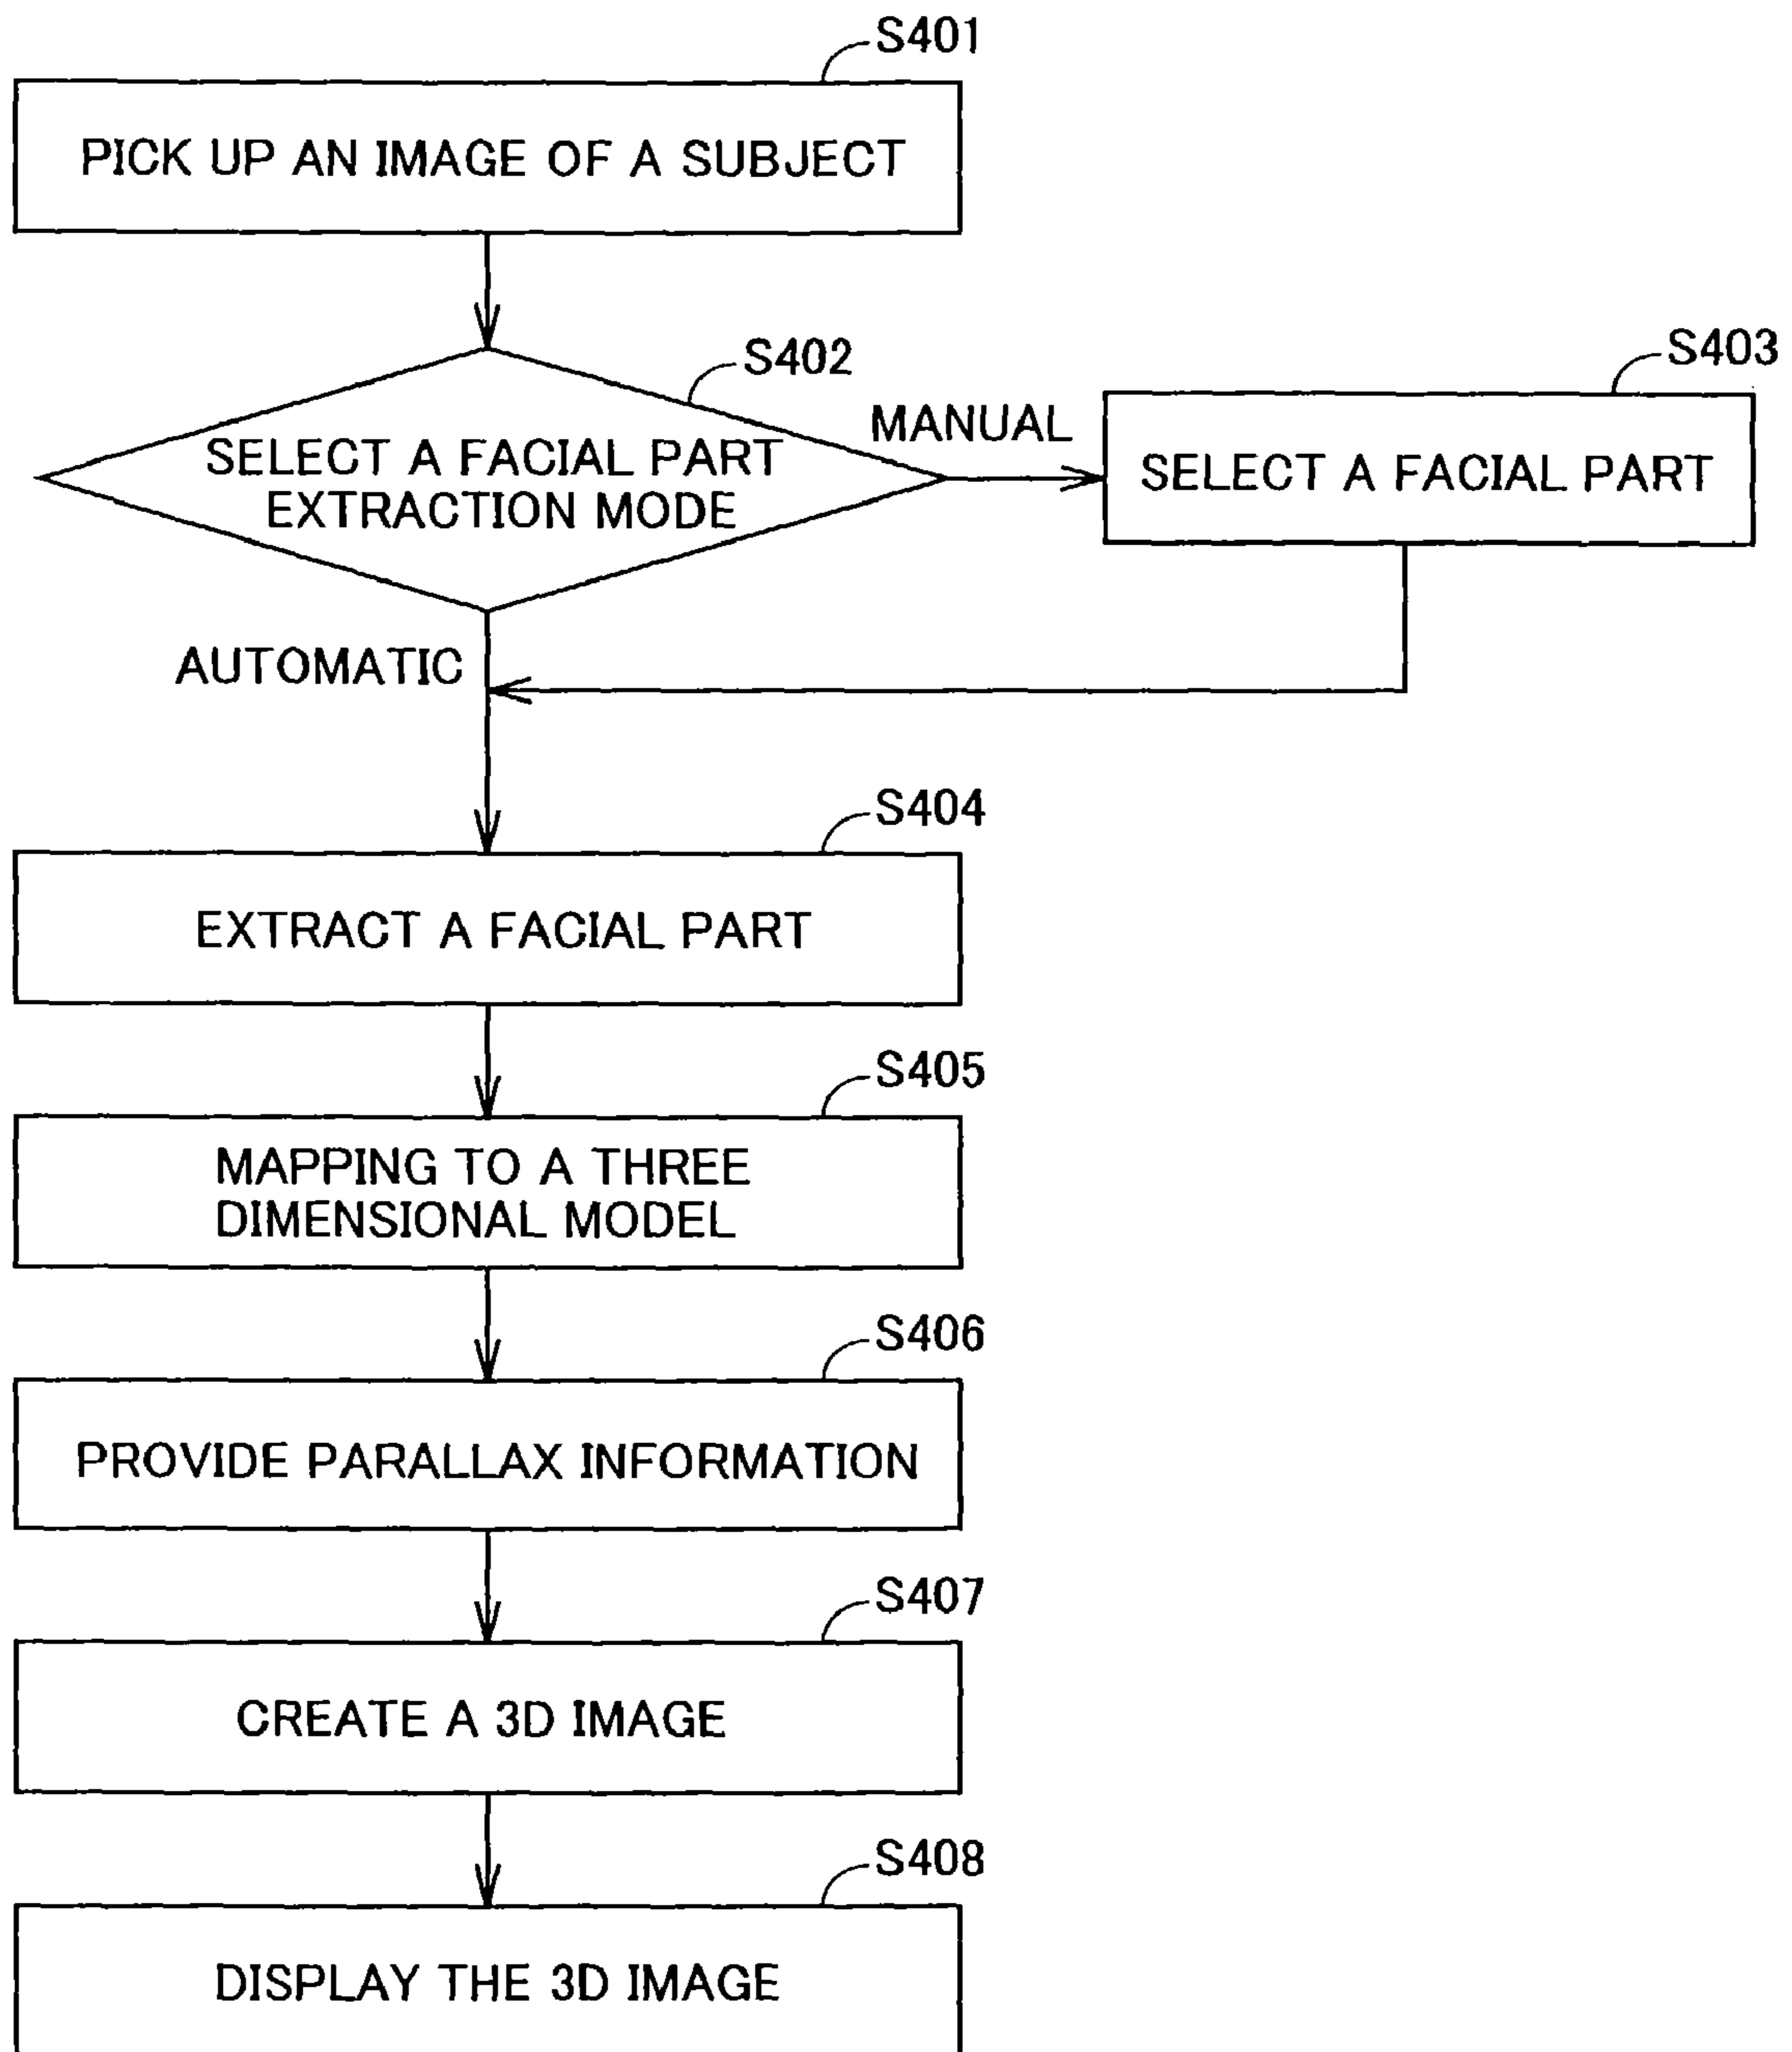 S401
PICK UP AN IMAGE OF A SUBJECT
S402
SELECT A FACIAL PART
EXTRACTION MODE
MANUAL
S403
SELECT A FACIAL PART
AUTOMATIC
S404
EXTRACT A FACIAL PART
S405
MAPPING TO A THREE
DIMENSIONAL MODEL
S406
PROVIDE PARALLAX INFORMATION
S407
CREATE A 3D IMAGE
S408
DISPLAY THE 3D IMAGE